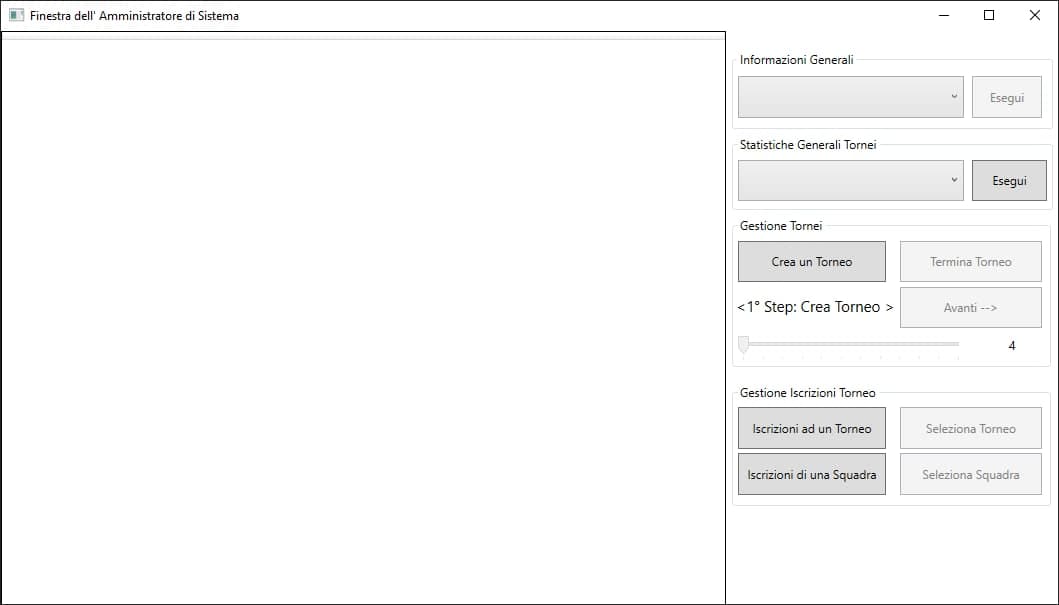 Finestra dell' Amministratore di Sistema
Informazioni Generali
Esegui
Statistiche Generali Tornei
Esegui
Gestione Tornei
Crea un Torneo
Termina Torneo
<1° Step: Crea Torneo >
Avanti -->
4
Gestione Iscrizioni Torneo
Iscrizioni ad un Torneo
Seleziona Torneo
Iscrizioni di una Squadra
Seleziona Squadra